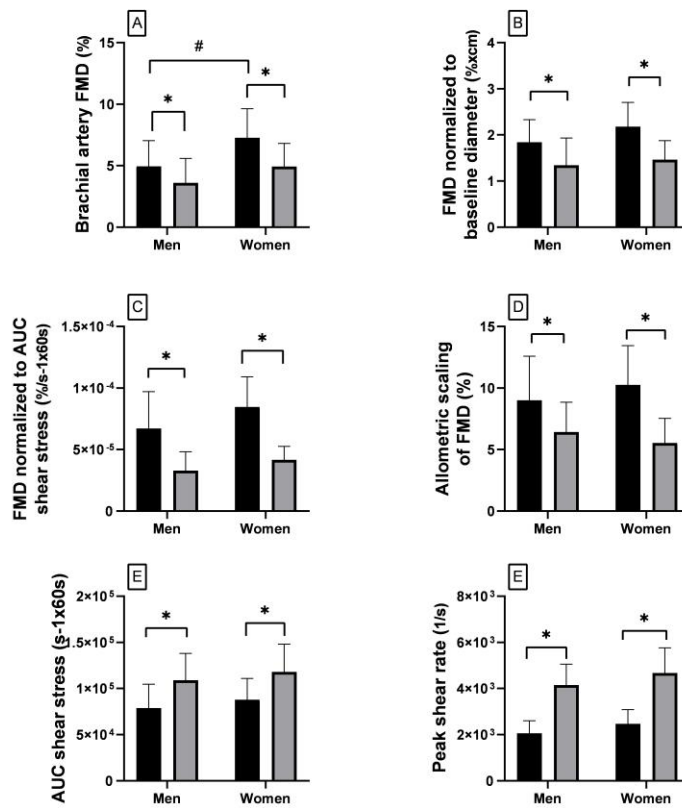 A
Brachial artery FMD (%)
15
10
5
0
#
*
*
Men
Women
B
FMD normalized to
baseline diameter (%xcm)
4
3
2
1
0
*
*
Men
Women
C
FMD normalized to AUC
shear stress (%/s-1x60s)
1.5×10⁻⁴
1×10⁻⁴
5×10⁻⁵
0
*
*
Men
Women
D
Allometric scaling
of FMD (%)
15
10
5
0
*
*
Men
Women
E
AUC shear stress (s-1x60s)
2×10⁵
1.5×10⁵
1×10⁵
5×10⁴
0
*
*
Men
Women
E
Peak shear rate (1/s)
8×10³
6×10³
4×10³
2×10³
0
*
*
Men
Women